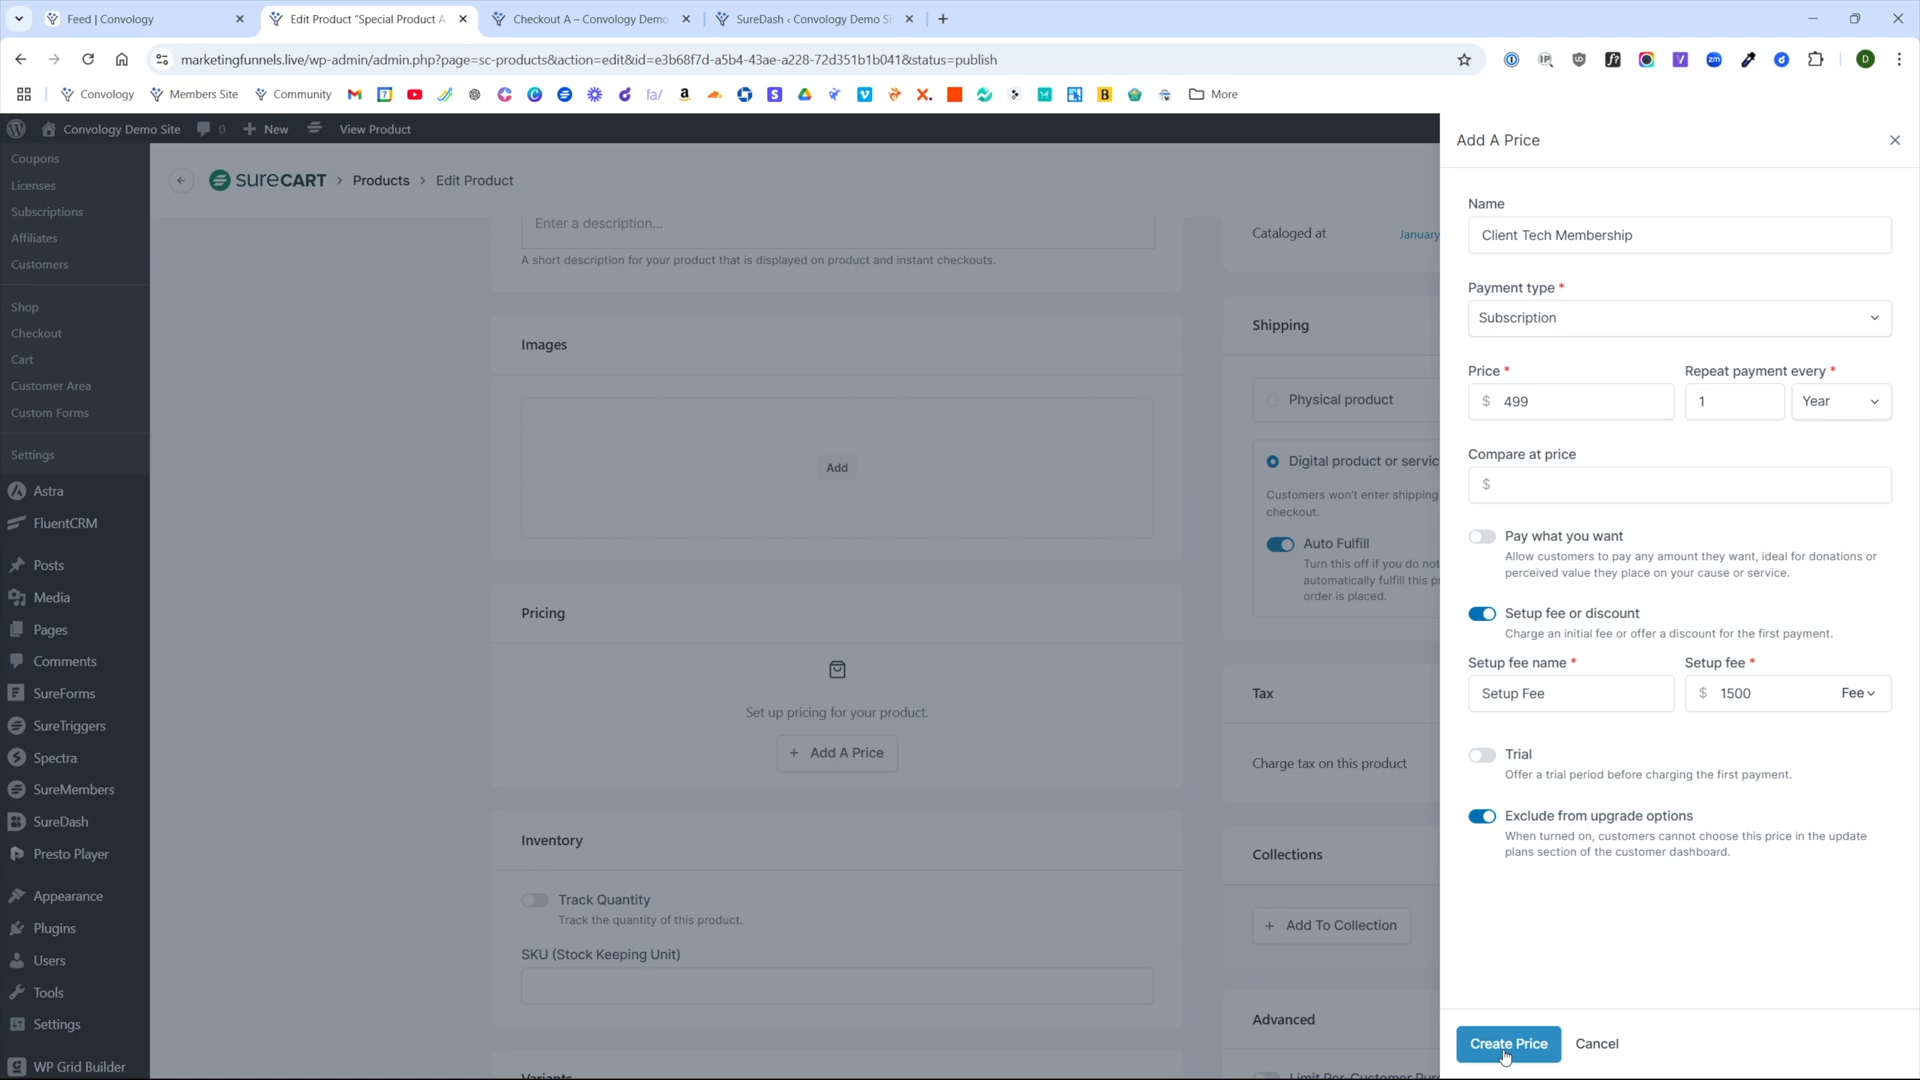 Feed | Convology
Edit Product "Special Product A
Checkout A – Convology Demo
SureDash ‹ Convology Demo Si
marketingfunnels.live/wp-admin/admin.php?page=sc-products&action=edit&id=e3b68f7d-a5b4-43ae-a228-72d351b1b041&status=publish
D
Convology
Members Site
Community
More
Convology Demo Site
0
New
View Product
Coupons
Licenses
Subscriptions
Affiliates
Customers
Shop
Checkout
Cart
Customer Area
Custom Forms
Settings
Astra
FluentCRM
Posts
Media
Pages
Comments
SureForms
SureTriggers
Spectra
SureMembers
SureDash
Presto Player
Appearance
Plugins
Users
Tools
Settings
WP Grid Builder
SURECART
Products
Edit Product
Enter a description...
A short description for your product that is displayed on product and instant checkouts.
Images
Add
Pricing
Set up pricing for your product.
+ Add A Price
Inventory
Track Quantity
Track the quantity of this product.
SKU (Stock Keeping Unit)
Variants
Cataloged at
January
Shipping
Physical product
Digital product or servic
Customers won't enter shipping
checkout.
Auto Fulfill
Turn this off if you do not
automatically fulfill this p
order is placed.
Tax
Charge tax on this product
Collections
+ Add To Collection
Advanced
Limit Per-Customer Pur
Add A Price
Name
Client Tech Membership
Payment type *
Subscription
Price *
Repeat payment every *
$ 499
1
Year
Compare at price
$
Pay what you want
Allow customers to pay any amount they want, ideal for donations or
perceived value they place on your cause or service.
Setup fee or discount
Charge an initial fee or offer a discount for the first payment.
Setup fee name *
Setup fee *
Setup Fee
$ 1500
Fee
Trial
Offer a trial period before charging the first payment.
Exclude from upgrade options
When turned on, customers cannot choose this price in the update
plans section of the customer dashboard.
Create Price
Cancel